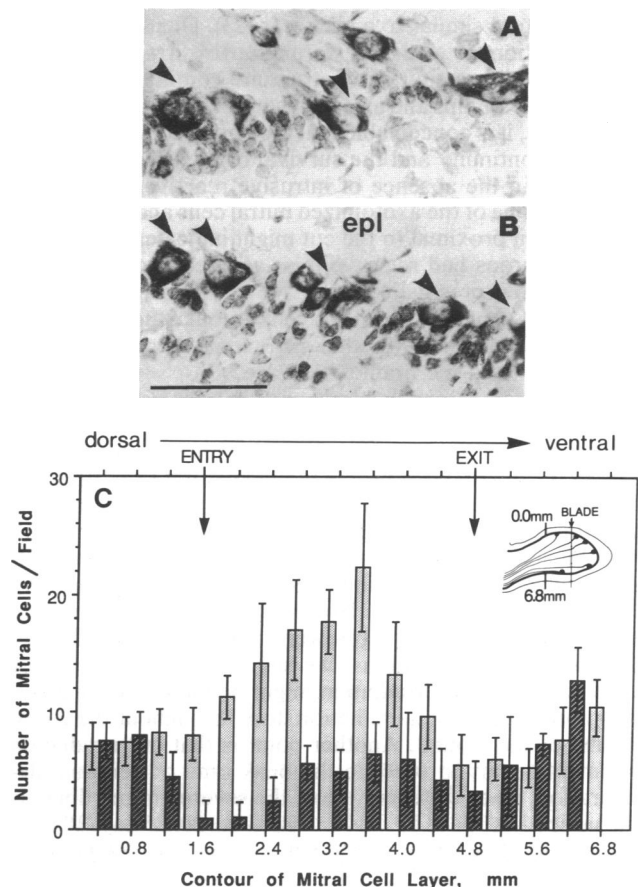 A
B
epl
dorsal ventral
ENTRY EXIT
30
C
20
10
0
0.0mm
BLADE
6.8mm
Number of Mitral Cells / Field
0.8 1.6 2.4 3.2 4.0 4.8 5.6 6.8
Contour of Mitral Cell Layer, mm